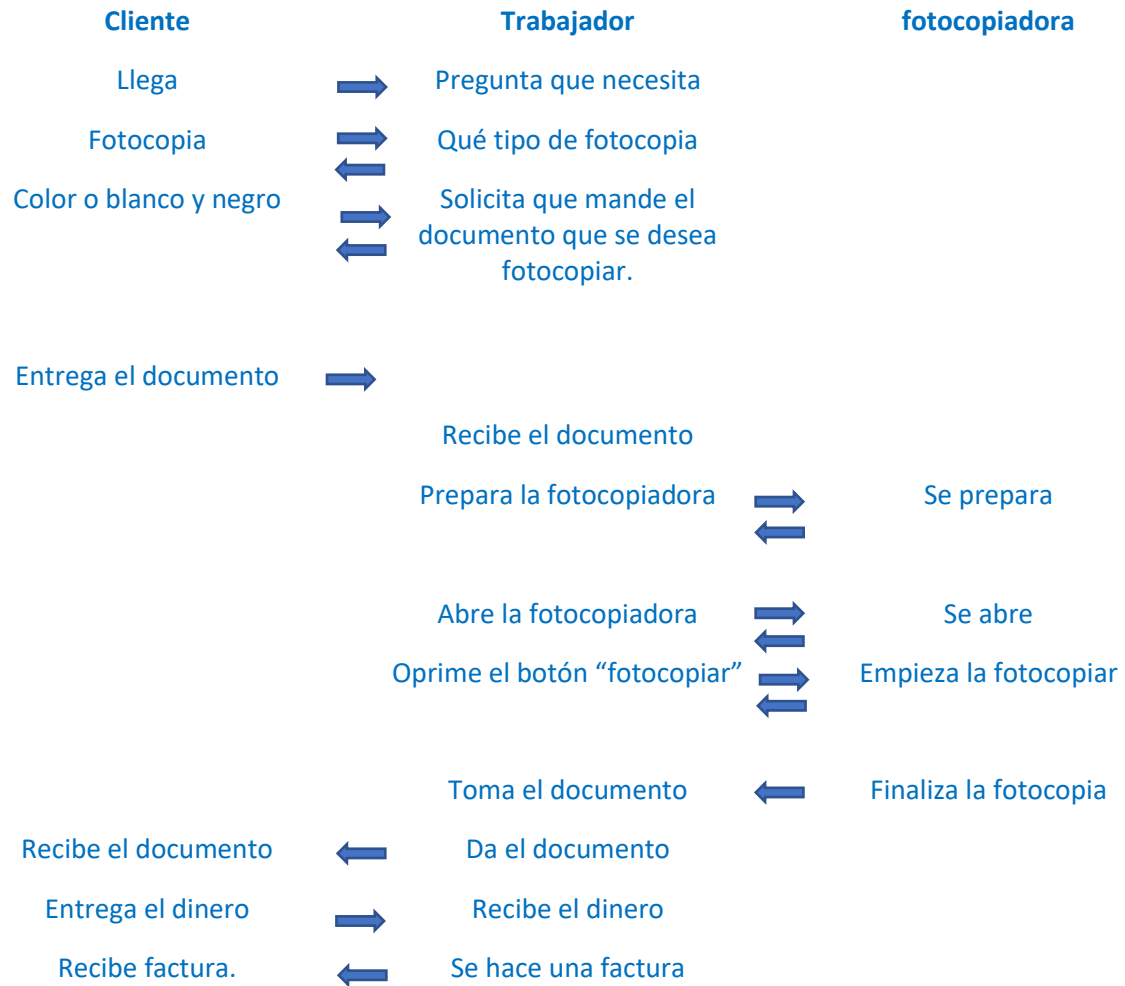 Cliente Trabajador fotocopiadora
Llega Pregunta que necesita
Fotocopia Qué tipo de fotocopia
Color o blanco y negro Solicita que mande el
documento que se desea
fotocopiar.
Entrega el documento
Recibe el documento
Prepara la fotocopiadora Se prepara
Abre la fotocopiadora Se abre
Oprime el botón “fotocopiar” Empieza la fotocopiar
Toma el documento Finaliza la fotocopia
Recibe el documento Da el documento
Entrega el dinero Recibe el dinero
Recibe factura. Se hace una factura